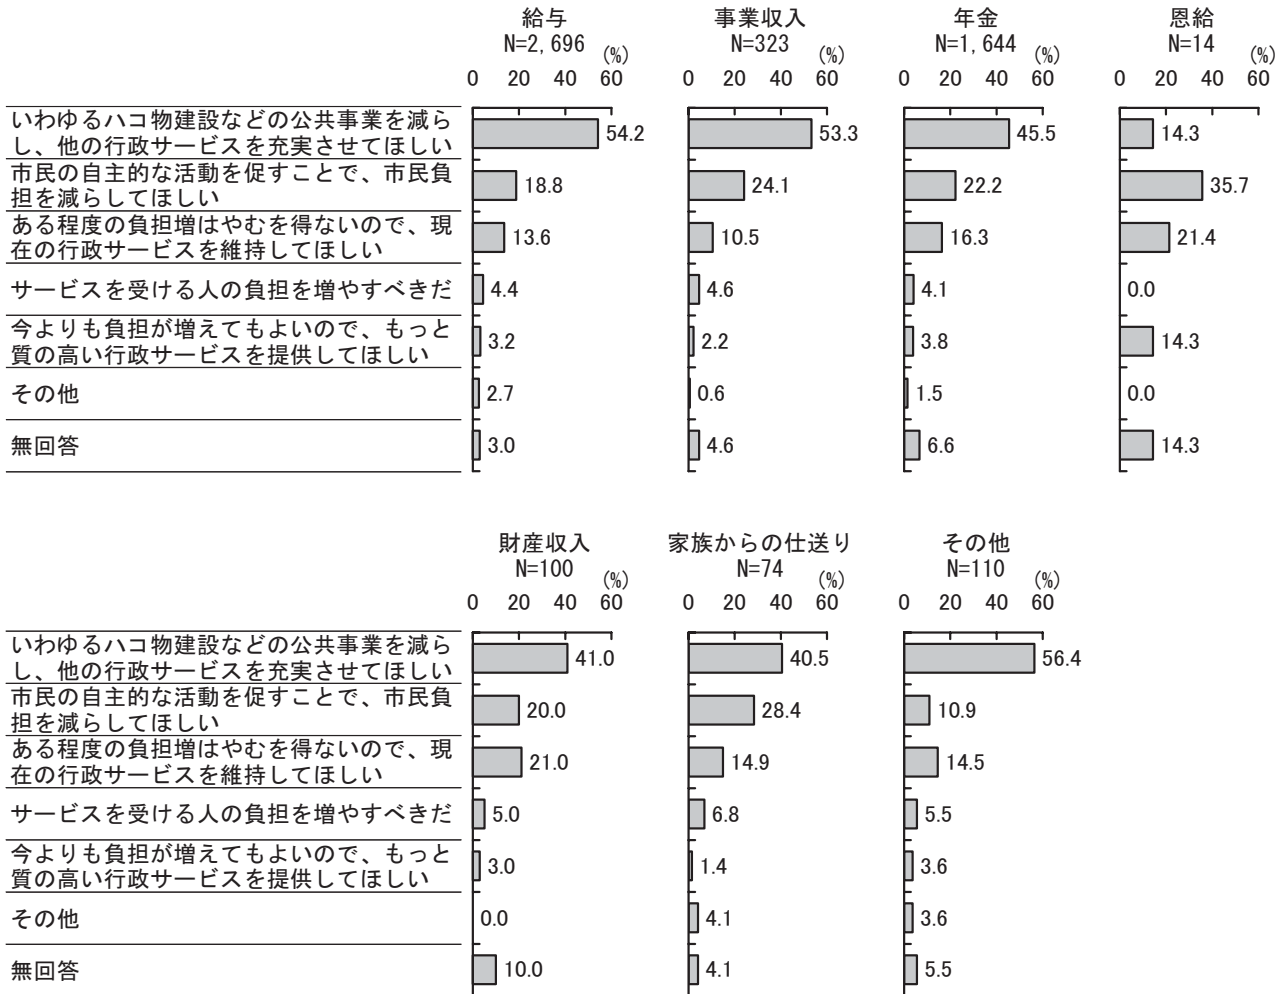 給与 事業収入 年金 恩給
N=2,696 N=323 N=1,644 N=14
(%) (%) (%) (%)
0 20 40 60 0 20 40 60 0 20 40 60 0 20 40 60
いわゆるハコ物建設などの公共事業を減ら
し、他の行政サービスを充実させてほしい 54.2 53.3 45.5 14.3
市民の自主的な活動を促すことで、市民負
担を減らしてほしい 18.8 24.1 22.2 35.7
ある程度の負担増はやむを得ないので、現
在の行政サービスを維持してほしい 13.6 10.5 16.3 21.4
サービスを受ける人の負担を増やすべきだ 4.4 4.6 4.1 0.0
今よりも負担が増えてもよいので、もっと
質の高い行政サービスを提供してほしい 3.2 2.2 3.8 14.3
その他 2.7 0.6 1.5 0.0
無回答 3.0 4.6 6.6 14.3
財産収入 家族からの仕送り その他
N=100 N=74 N=110
(%) (%) (%)
0 20 40 60 0 20 40 60 0 20 40 60
いわゆるハコ物建設などの公共事業を減ら
し、他の行政サービスを充実させてほしい 41.0 40.5 56.4
市民の自主的な活動を促すことで、市民負
担を減らしてほしい 20.0 28.4 10.9
ある程度の負担増はやむを得ないので、現
在の行政サービスを維持してほしい 21.0 14.9 14.5
サービスを受ける人の負担を増やすべきだ 5.0 6.8 5.5
今よりも負担が増えてもよいので、もっと
質の高い行政サービスを提供してほしい 3.0 1.4 3.6
その他 0.0 4.1 3.6
無回答 10.0 4.1 5.5